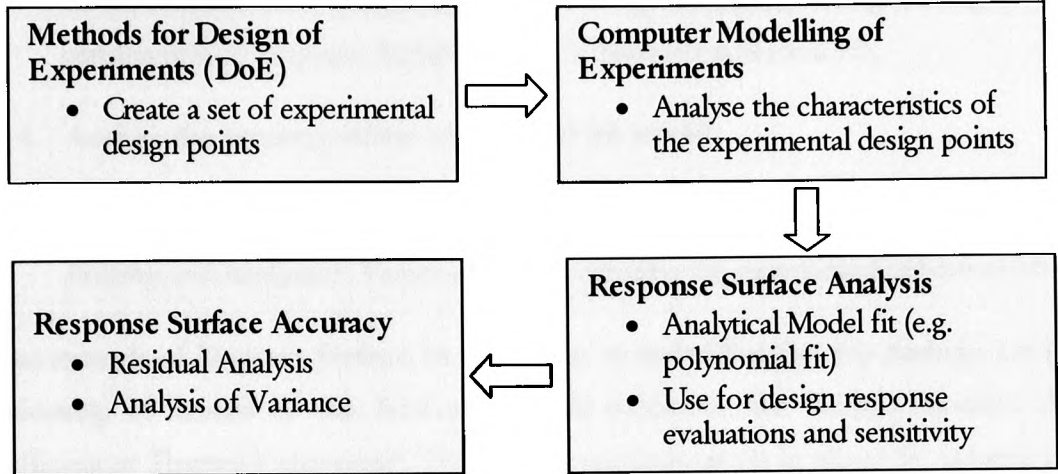 Methods for Design of
Experiments (DoE)
• Create a set of experimental
design points
Computer Modelling of
Experiments
• Analyse the characteristics of
the experimental design points
Response Surface Analysis
• Analytical Model fit (e.g.
polynomial fit)
• Use for design response
evaluations and sensitivity
Response Surface Accuracy
• Residual Analysis
• Analysis of Variance